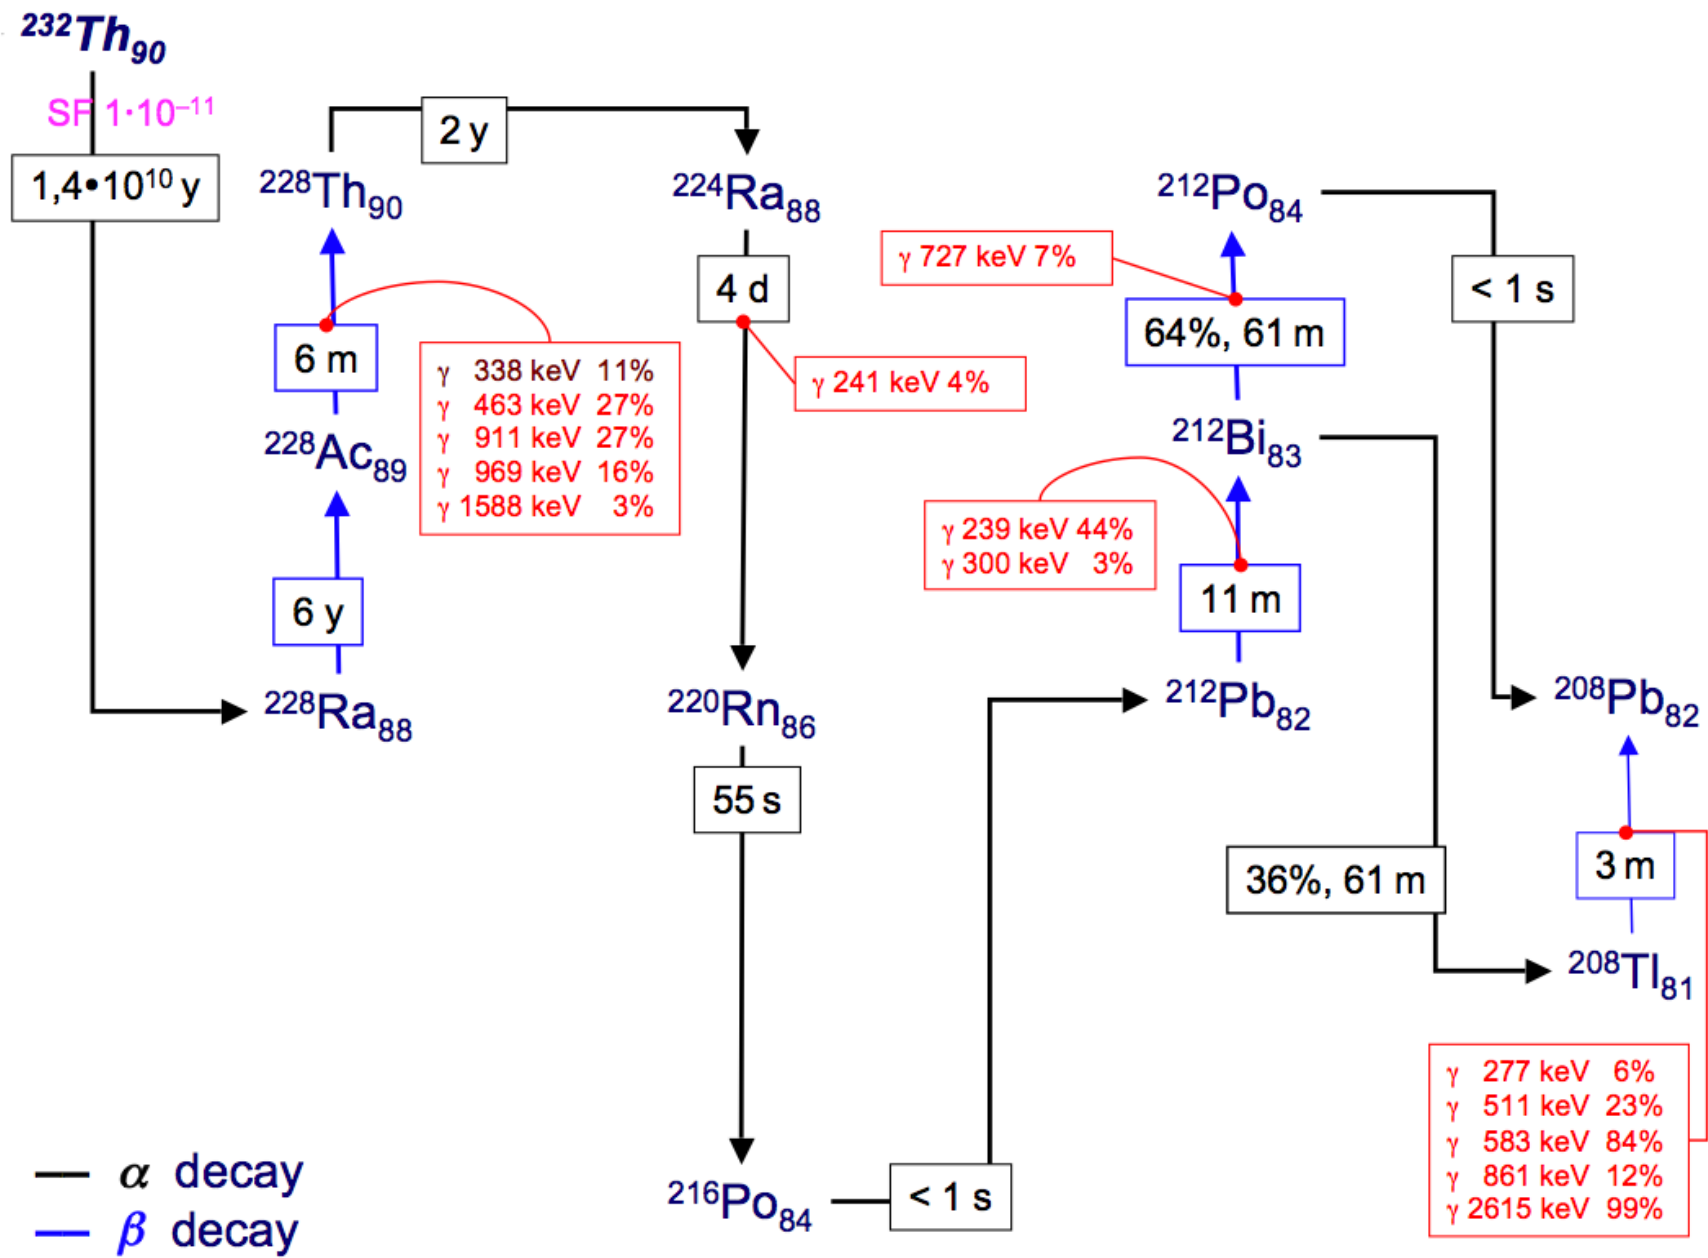 ²³²Th₉₀
SF 1·10⁻¹¹
1,4•10¹⁰ y
2 y
²²⁸Th₉₀
6 m
γ 338 keV 11%
γ 463 keV 27%
γ 911 keV 27%
γ 969 keV 16%
γ 1588 keV 3%
²²⁸Ac₈₉
6 y
²²⁸Ra₈₈
²²⁴Ra₈₈
4 d
γ 241 keV 4%
²²⁰Rn₈₆
55 s
²¹⁶Po₈₄
< 1 s
²¹²Po₈₄
γ 727 keV 7%
64%, 61 m
< 1 s
²¹²Bi₈₃
γ 239 keV 44%
γ 300 keV 3%
11 m
²¹²Pb₈₂
²⁰⁸Pb₈₂
36%, 61 m
3 m
²⁰⁸Tl₈₁
γ 277 keV 6%
γ 511 keV 23%
γ 583 keV 84%
γ 861 keV 12%
γ 2615 keV 99%
α decay
β decay